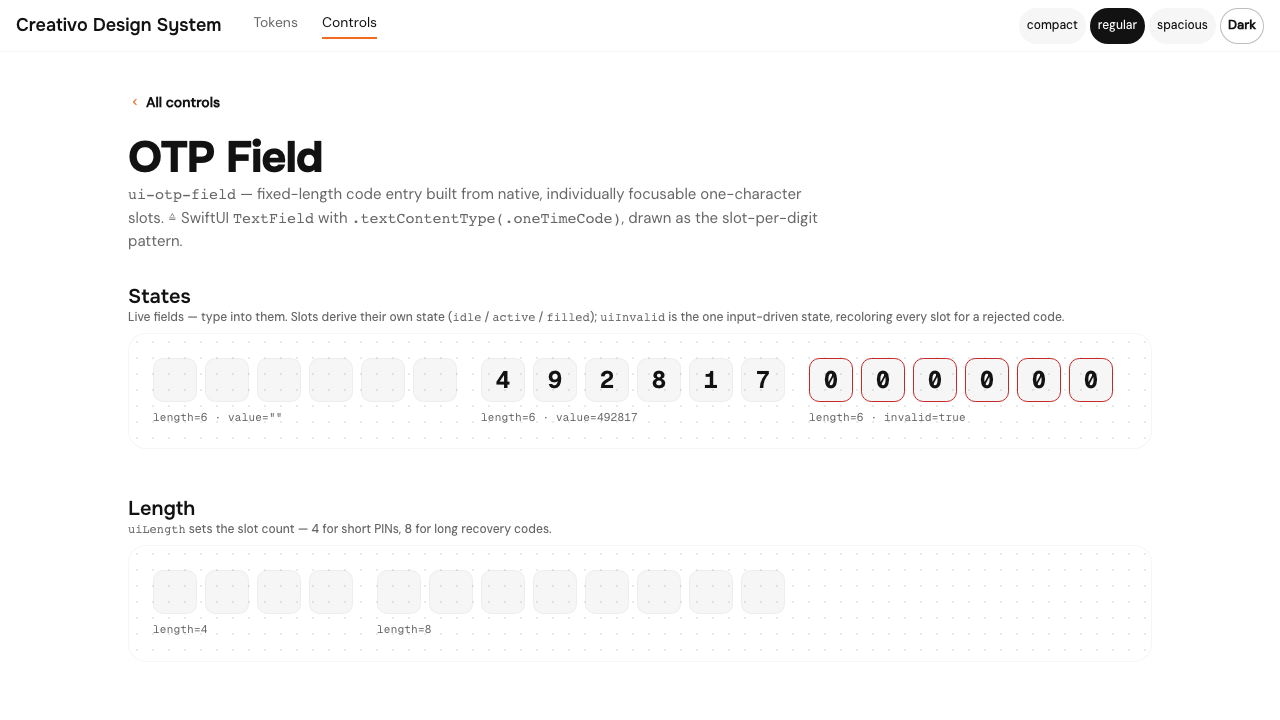 Creativo Design System
Tokens
Controls
compact
regular
spacious
Dark
‹ All controls
OTP Field
ui-otp-field — fixed-length code entry built from native, individually focusable one-character
slots. ≙ SwiftUI TextField with .textContentType(.oneTimeCode), drawn as the slot-per-digit
pattern.
States
Live fields — type into them. Slots derive their own state (idle / active / filled); uiInvalid is the one input-driven state, recoloring every slot for a rejected code.
4 9 2 8 1 7
0 0 0 0 0 0
length=6 · value=""
length=6 · value=492817
length=6 · invalid=true
Length
uiLength sets the slot count — 4 for short PINs, 8 for long recovery codes.
length=4
length=8